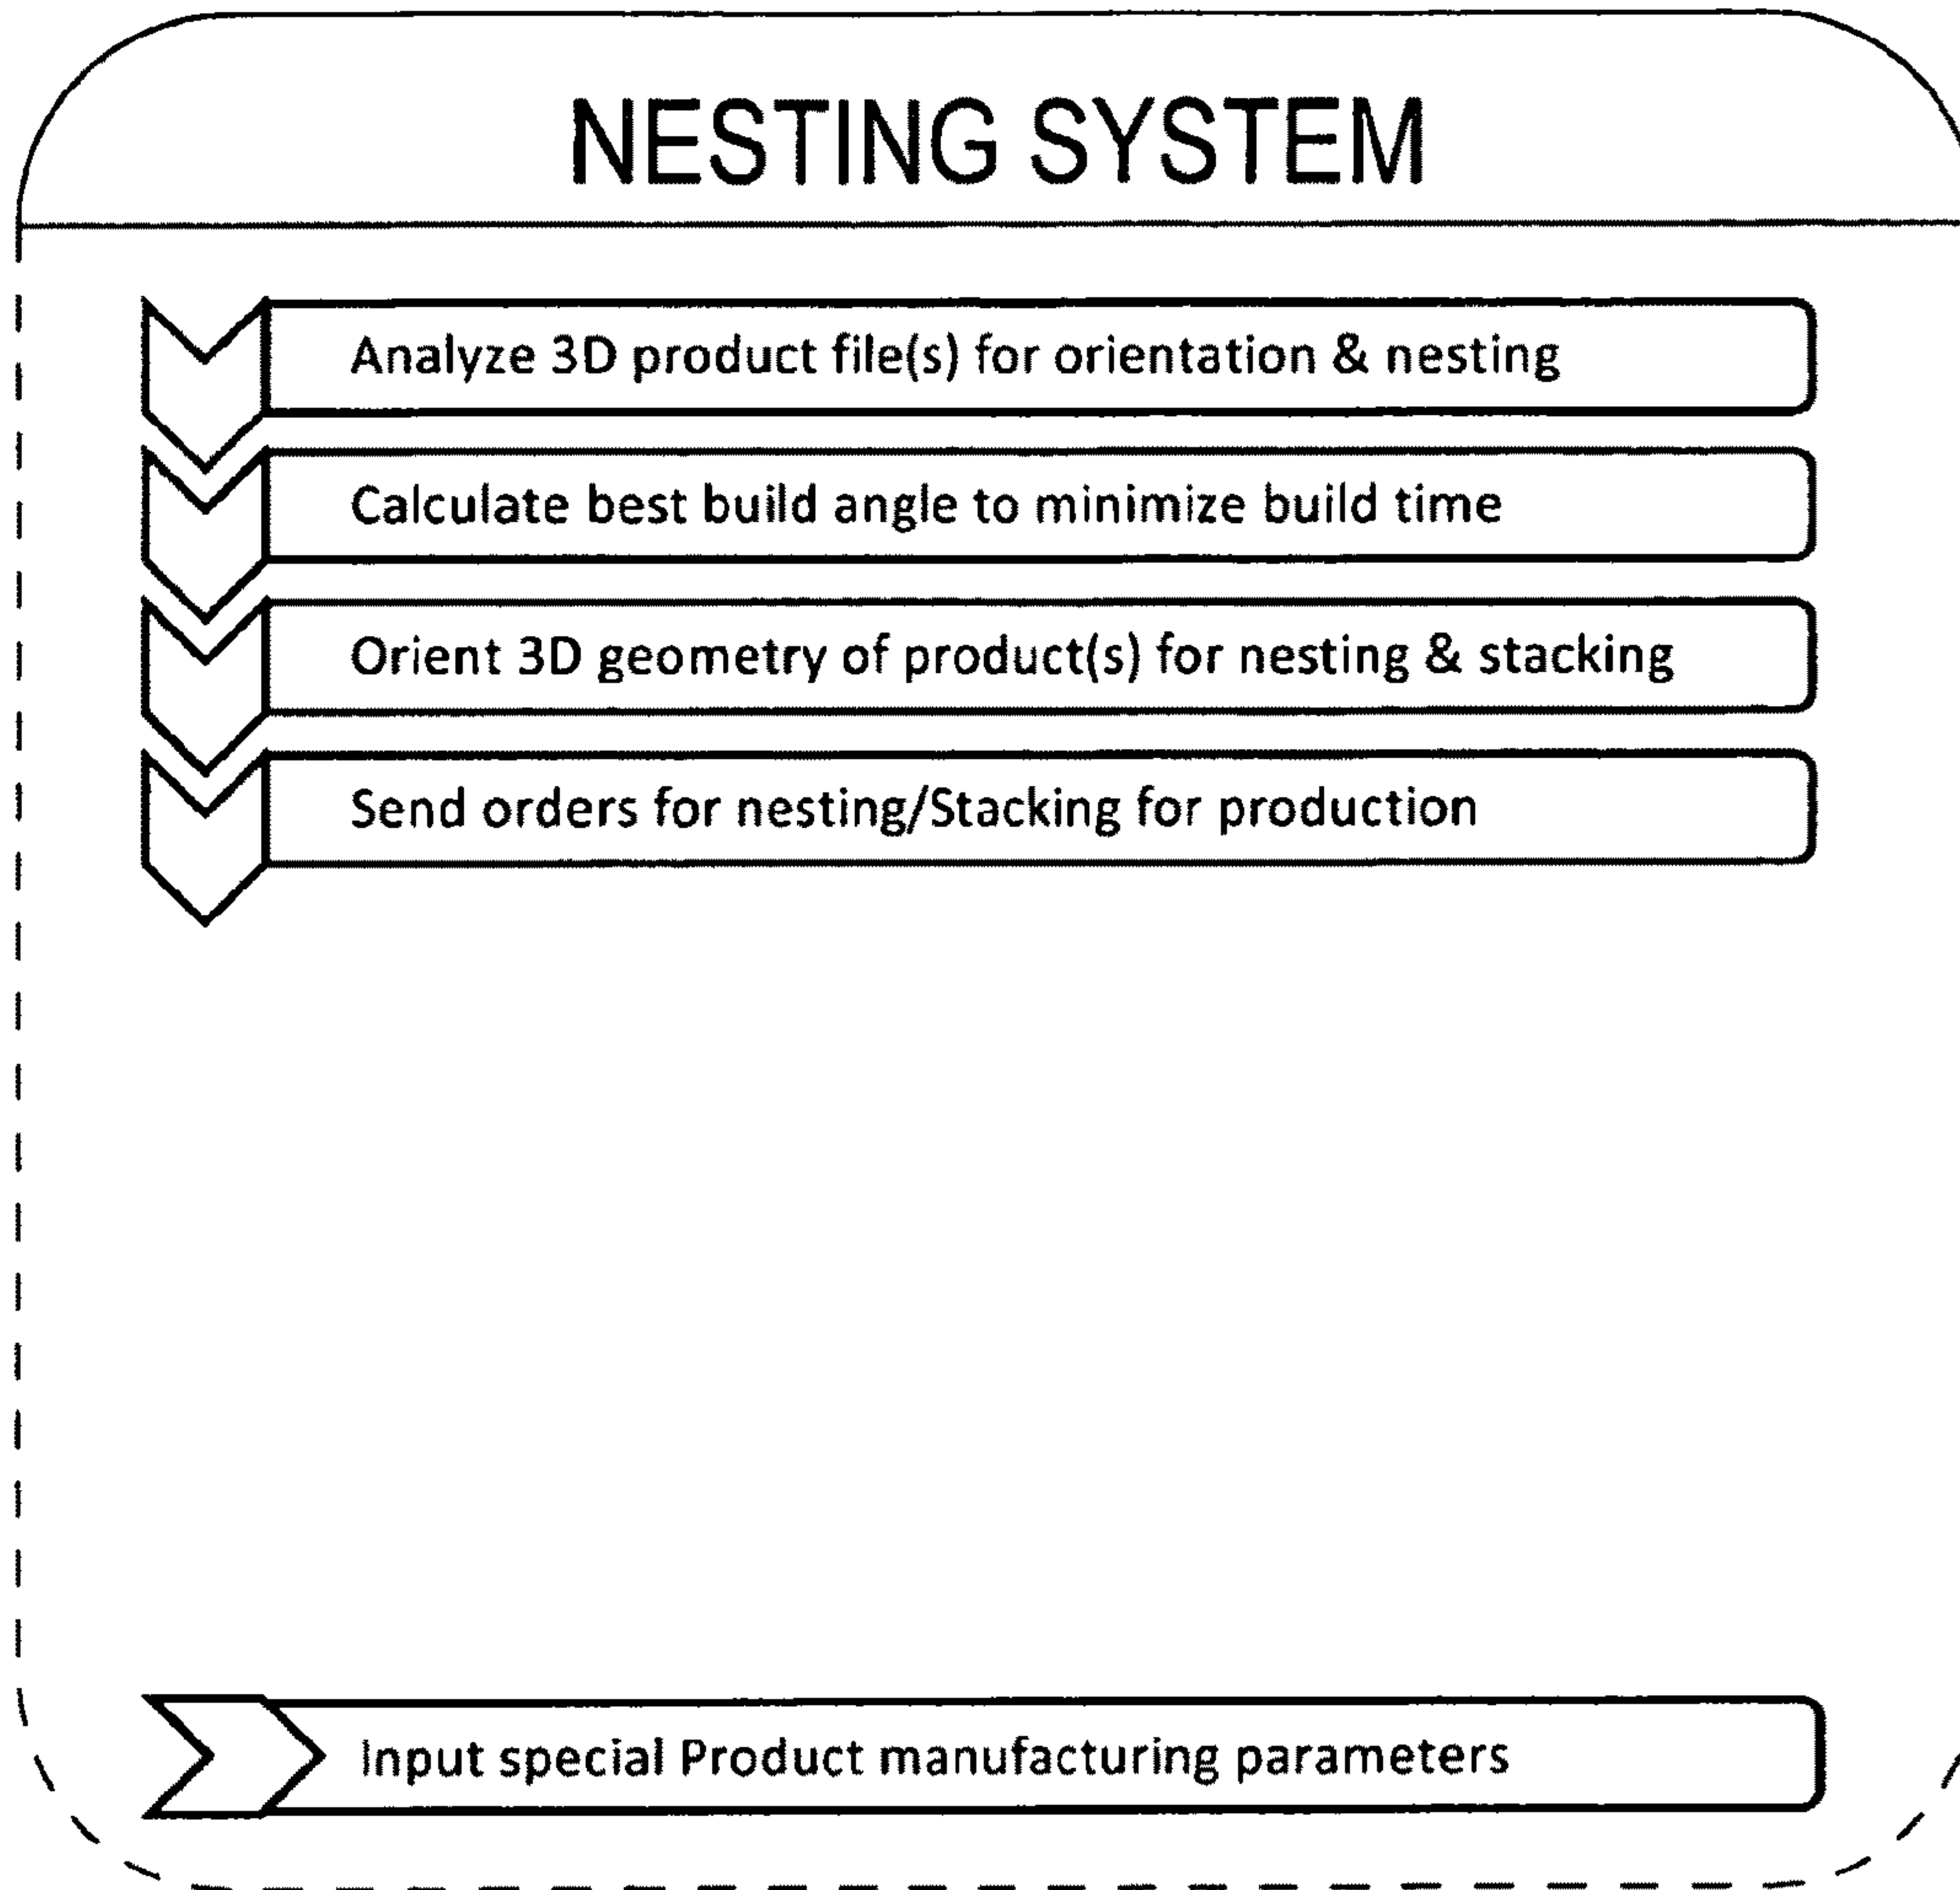 NESTING SYSTEM
Analyze 3D product file(s) for orientation & nesting
Calculate best build angle to minimize build time
Orient 3D geometry of product(s) for nesting & stacking
Send orders for nesting/Stacking for production
Input special Product manufacturing parameters